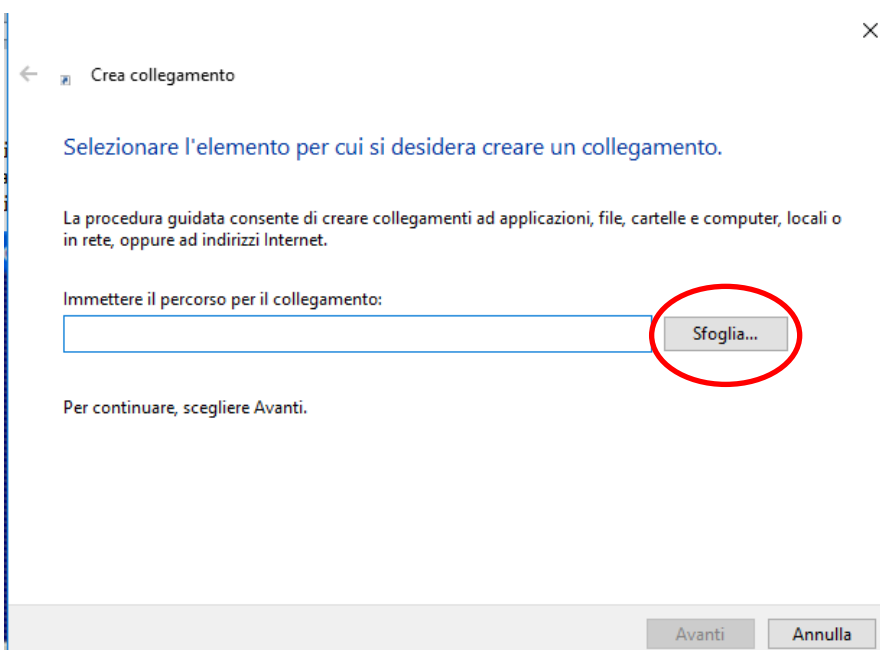 Crea collegamento
Selezionare l'elemento per cui si desidera creare un collegamento.
La procedura guidata consente di creare collegamenti ad applicazioni, file, cartelle e computer, locali o
in rete, oppure ad indirizzi Internet.
Immettere il percorso per il collegamento:
Sfoglia...
Per continuare, scegliere Avanti.
Avanti Annulla